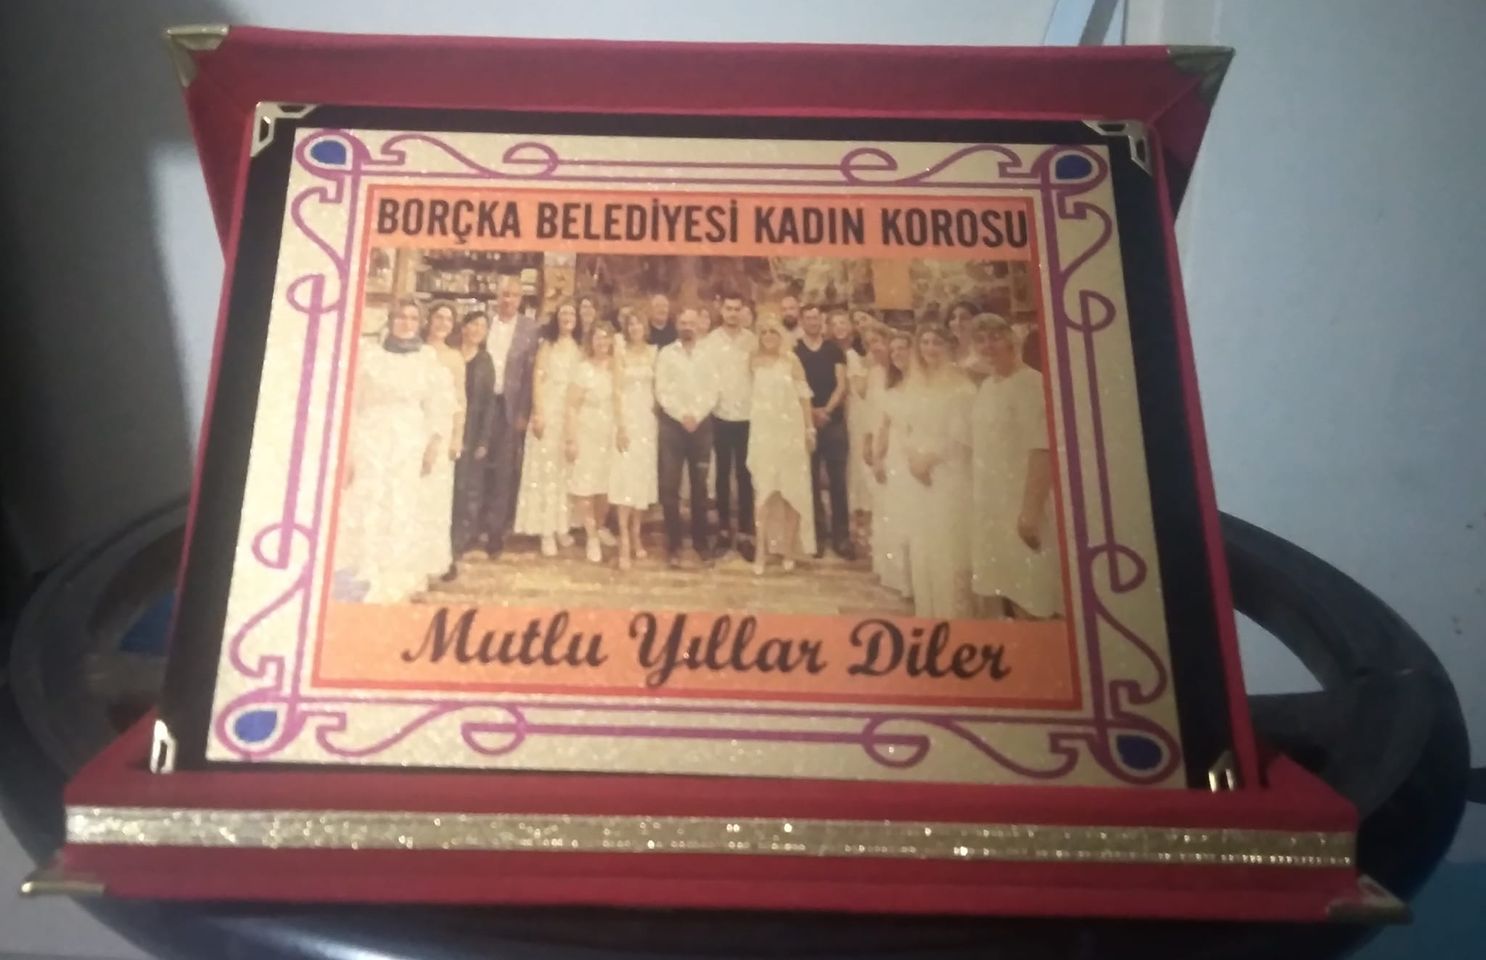 BORÇKA BELEDİYESİ KADIN KOROSU
Mutlu Yıllar Diler